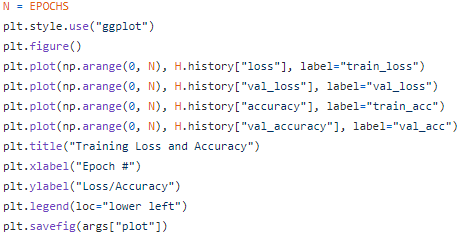 N = EPOCHS
plt.style.use("ggplot")
plt.figure()
plt.plot(np.arange(0, N), H.history["loss"], label="train_loss")
plt.plot(np.arange(0, N), H.history["val_loss"], label="val_loss")
plt.plot(np.arange(0, N), H.history["accuracy"], label="train_acc")
plt.plot(np.arange(0, N), H.history["val_accuracy"], label="val_acc")
plt.title("Training Loss and Accuracy")
plt.xlabel("Epoch #")
plt.ylabel("Loss/Accuracy")
plt.legend(loc="lower left")
plt.savefig(args["plot"])